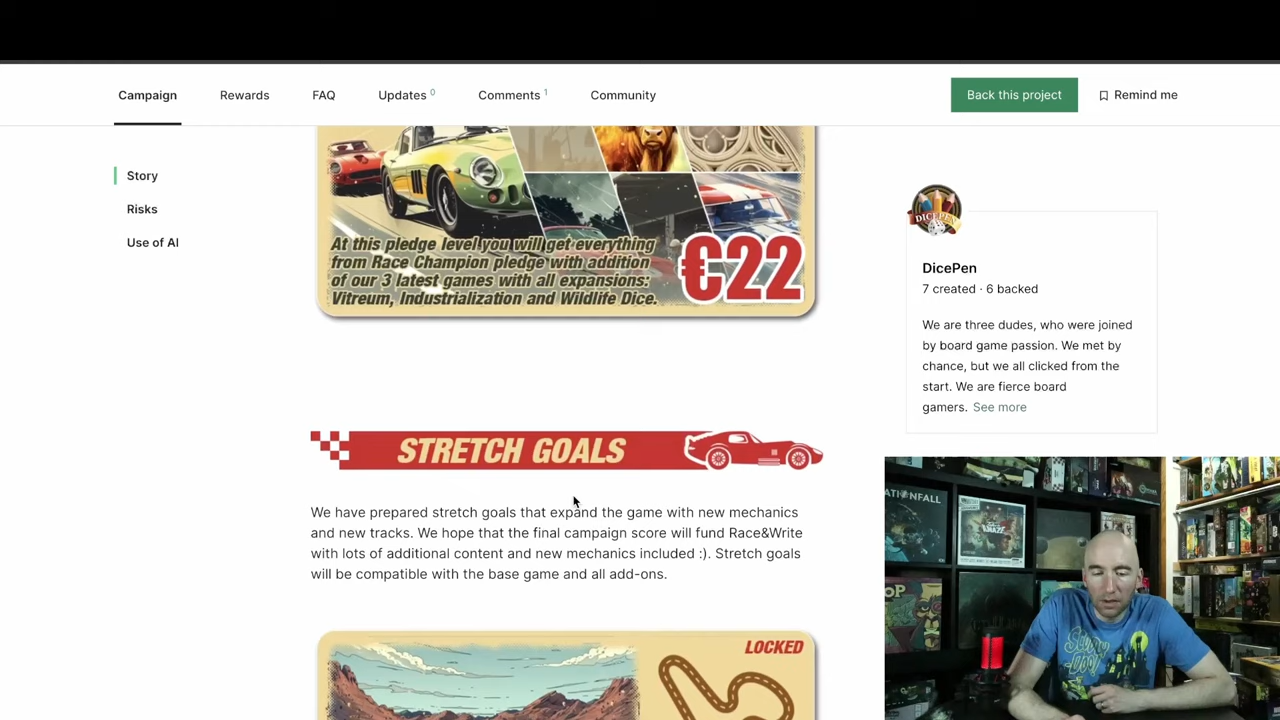 Campaign
Rewards
FAQ
Updates 0
Comments 1
Community
Back this project
Remind me
Story
Risks
Use of AI
At this pledge level you will get everything
from Race Champion pledge with addition
of our 3 latest games with all expansions:
Vitreum, Industrialization and Wildlife Dice.
€22
DICEPEN
DicePen
7 created · 6 backed
We are three dudes, who were joined
by board game passion. We met by
chance, but we all clicked from the
start. We are fierce board
gamers. See more
STRETCH GOALS
We have prepared stretch goals that expand the game with new mechanics
and new tracks. We hope that the final campaign score will fund Race&Write
with lots of additional content and new mechanics included :). Stretch goals
will be compatible with the base game and all add-ons.
LOCKED